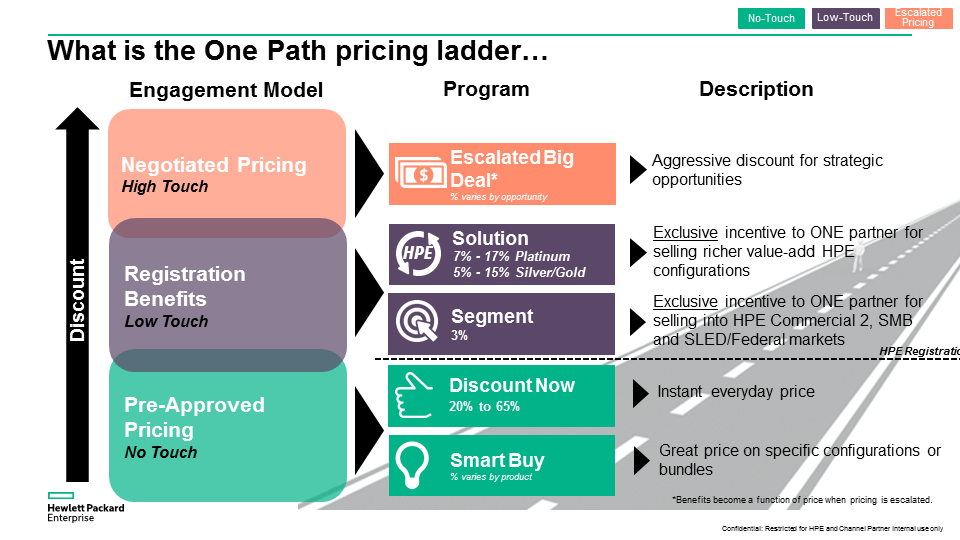 No-Touch
Low-Touch
Escalated
Pricing
What is the One Path pricing ladder…
Engagement Model
Program
Description
Discount
Negotiated Pricing
High Touch
Escalated Big
Deal*
% varies by opportunity
Aggressive discount for strategic
opportunities
Registration
Benefits
Low Touch
HPE
Solution
7% - 17% Platinum
5% - 15% Silver/Gold
Exclusive incentive to ONE partner for
selling richer value-add HPE
configurations
Segment
3%
Exclusive incentive to ONE partner for
selling into HPE Commercial 2, SMB
and SLED/Federal markets
HPE Registratio
Pre-Approved
Pricing
No Touch
Discount Now
20% to 65%
Instant everyday price
Smart Buy
% varies by product
Great price on specific configurations or
bundles
*Benefits become a function of price when pricing is escalated.
Hewlett Packard
Enterprise
Confidential: Restricted for HPE and Channel Partner internal use only